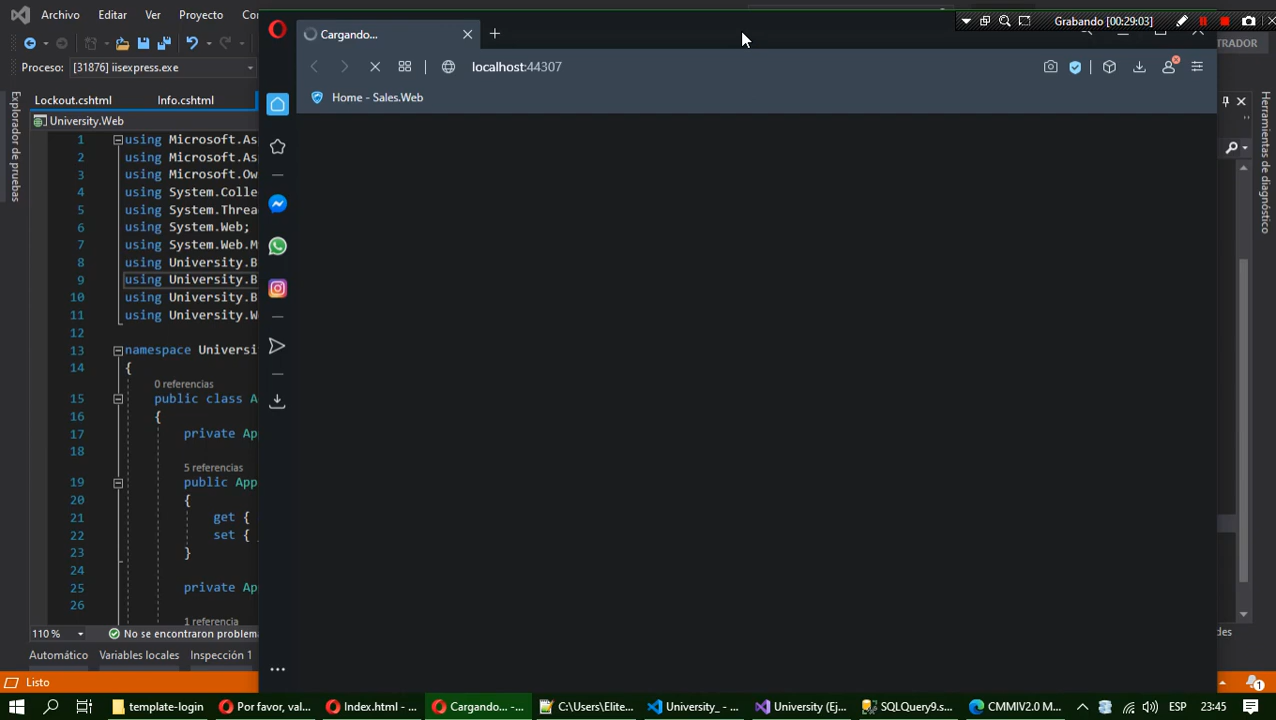 Archivo Editar Ver Proyecto
Proceso: [31876] iisexpress.exe
Lockout.cshtml Info.cshtml
University.Web
Explorador de pruebas
1 using Microsoft.As
2 using Microsoft.As
3 using Microsoft.Ow
4 using System.Colle
5 using System.Threa
6 using System.Web;
7 using System.Web.M
8 using University.B
9 using University.B
10 using University.B
11 using University.W
12
13 namespace Universi
14 {
0 referencias
15 public class A
16 {
17 private Ap
18
5 referencias
19 public App
20 {
21 get {
22 set {
23 }
24
25 private Ap
26
1 referencia
110 % No se encontraron problema
Automático Variables locales Inspección 1
Listo
Cargando...
localhost:44307
Home - Sales.Web
Grabando [00:29:03]
TRADOR
Herramientas de diagnóstico
des
1
template-login
Por favor, val...
Index.html - ...
Cargando... -...
C:\Users\Elite...
University_ - ...
University (Ej...
SQLQuery9.s...
CMMIV2.0 M...
ESP
23:45